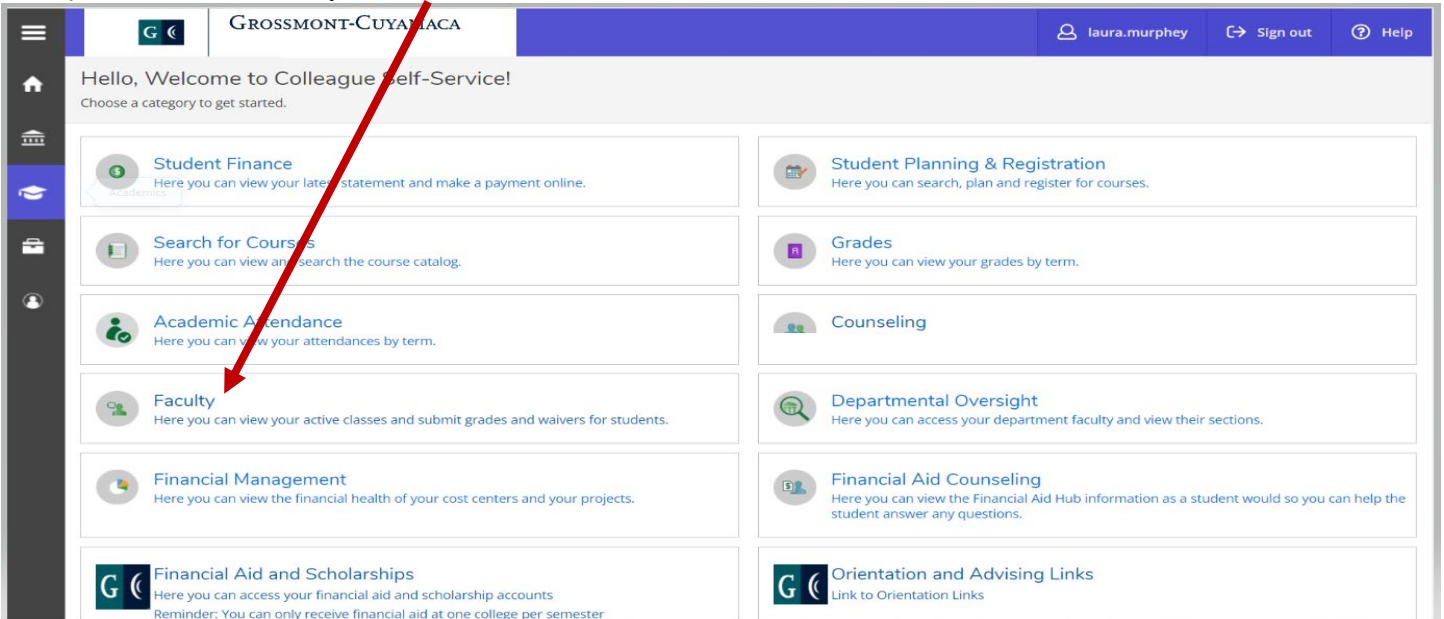 G
GROSSMONT-CUYAMACA
laura.murphey
Sign out
Help
Hello, Welcome to Colleague Self-Service!
Choose a category to get started.
Student Finance
Here you can view your latest statement and make a payment online.
Academics
Student Planning & Registration
Here you can search, plan and register for courses.
Search for Courses
Here you can view and search the course catalog.
Grades
Here you can view your grades by term.
Academic Attendance
Here you can view your attendances by term.
Counseling
Faculty
Here you can view your active classes and submit grades and waivers for students.
Departmental Oversight
Here you can access your department faculty and view their sections.
Financial Management
Here you can view the financial health of your cost centers and your projects.
Financial Aid Counseling
Here you can view the Financial Aid Hub information as a student would so you can help the
student answer any questions.
G
Financial Aid and Scholarships
Here you can access your financial aid and scholarship accounts
Reminder: You can only receive financial aid at one college per semester
G
Orientation and Advising Links
Link to Orientation Links